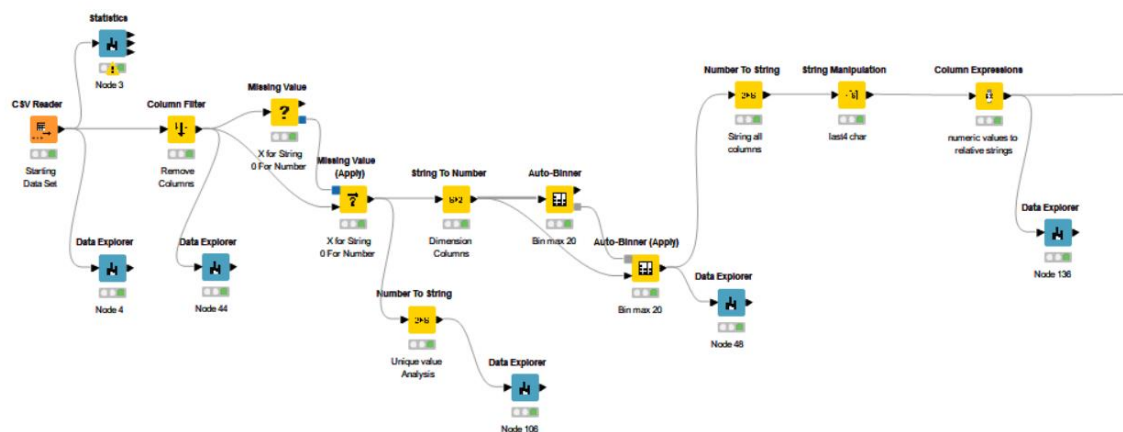 Statistics
Node 3
CSV Reader
Starting
Data Set
Column Filter
Remove
Columns
Missing Value
?
X for String
0 For Number
Missing Value
(Apply)
?
X for String
0 For Number
String To Number
S▸2
Dimension
Columns
Auto-Binner
Bin max 20
Auto-Binner (Apply)
Bin max 20
Number To String
2▸S
String all
columns
String Manipulation
last4 char
Column Expressions
numeric values to
relative strings
Data Explorer
Node 4
Data Explorer
Node 44
Number To String
2▸S
Unique value
Analysis
Data Explorer
Node 106
Data Explorer
Node 48
Data Explorer
Node 136